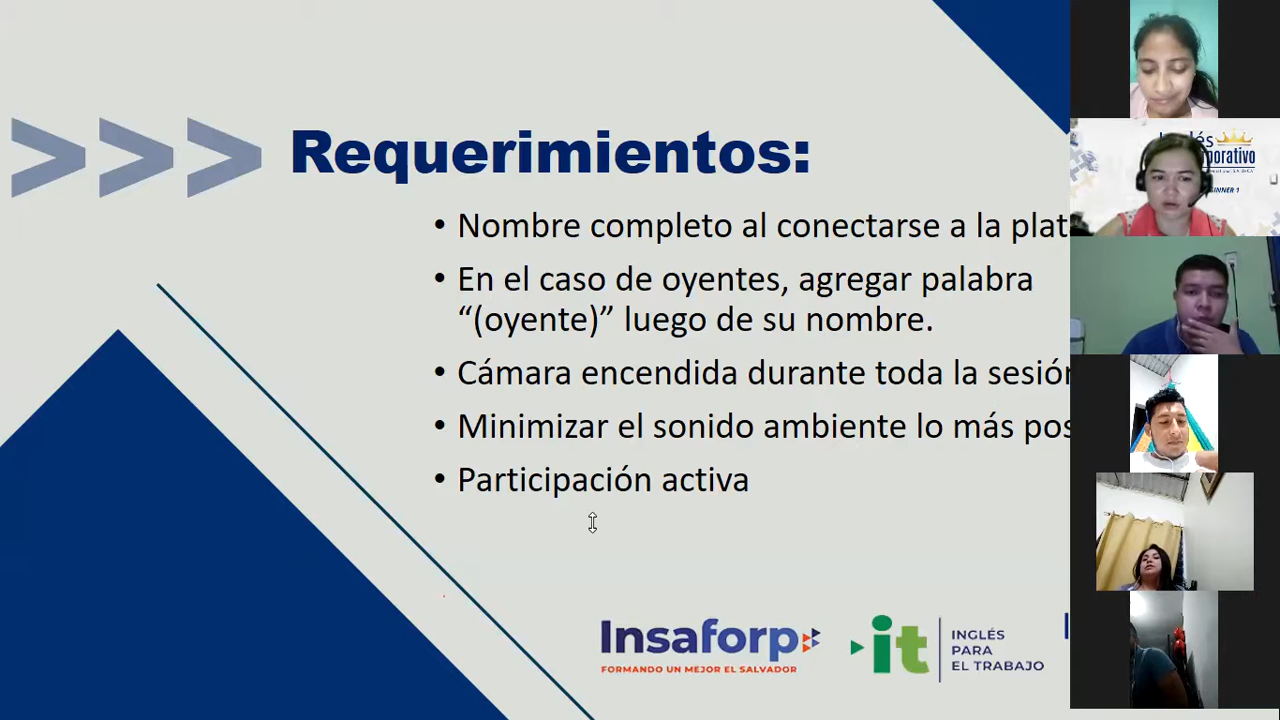 >>> Requerimientos:
• Nombre completo al conectarse a la plat
• En el caso de oyentes, agregar palabra
“(oyente)” luego de su nombre.
• Cámara encendida durante toda la sesión
• Minimizar el sonido ambiente lo más pos
• Participación activa
Insaforp
FORMANDO UN MEJOR EL SALVADOR
it
INGLÉS
PARA
EL TRABAJO